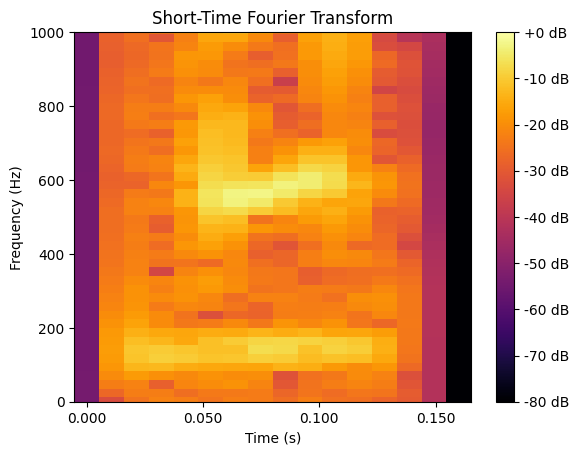 Short-Time Fourier Transform
1000
800
600
400
200
0
Frequency (Hz)
0.000
0.050
0.100
0.150
Time (s)
+0 dB
-10 dB
-20 dB
-30 dB
-40 dB
-50 dB
-60 dB
-70 dB
-80 dB